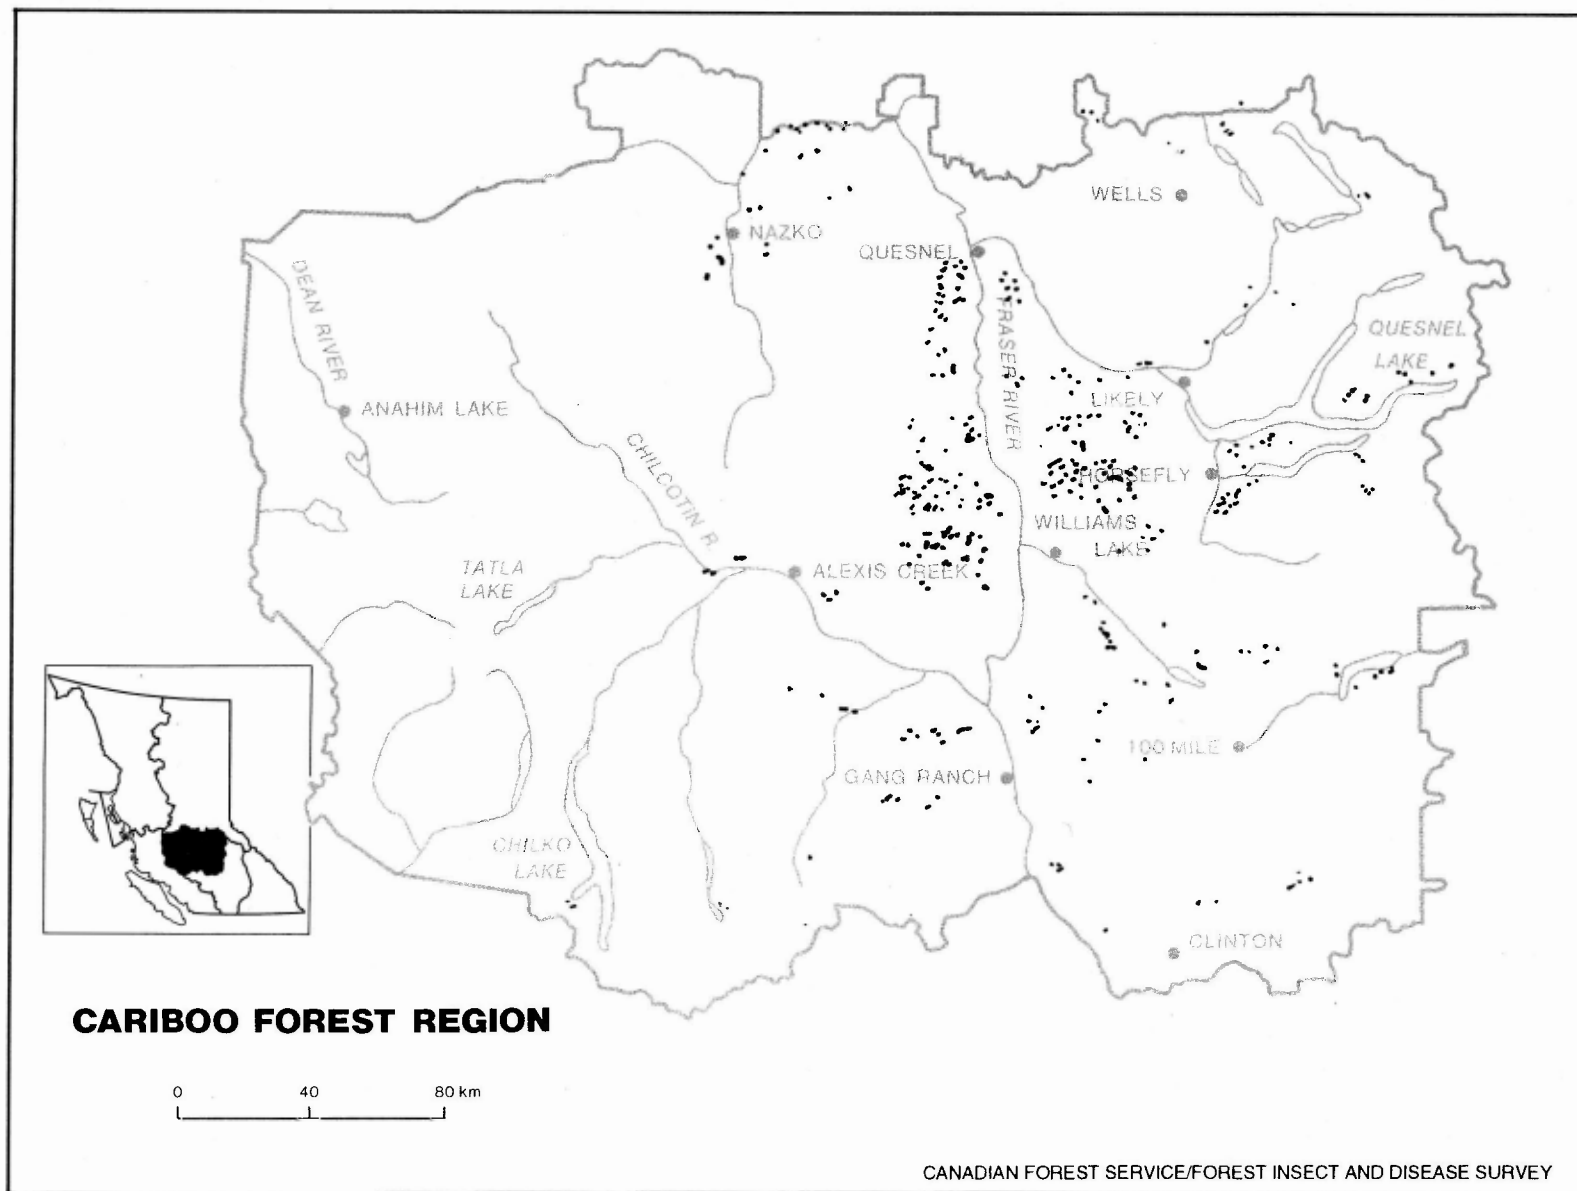 WELLS
NAZKO
QUESNEL
DEAN RIVER
FRASER RIVER
QUESNEL
LAKE
LIKELY
ANAHIM LAKE
CHILCOTIN R.
HORSEFLY
WILLIAMS
LAKE
TATLA
LAKE
ALEXIS CREEK
100 MILE
GANG RANCH
CHILKO
LAKE
CLINTON
CARIBOO FOREST REGION
0 40 80 km
CANADIAN FOREST SERVICE/FOREST INSECT AND DISEASE SURVEY